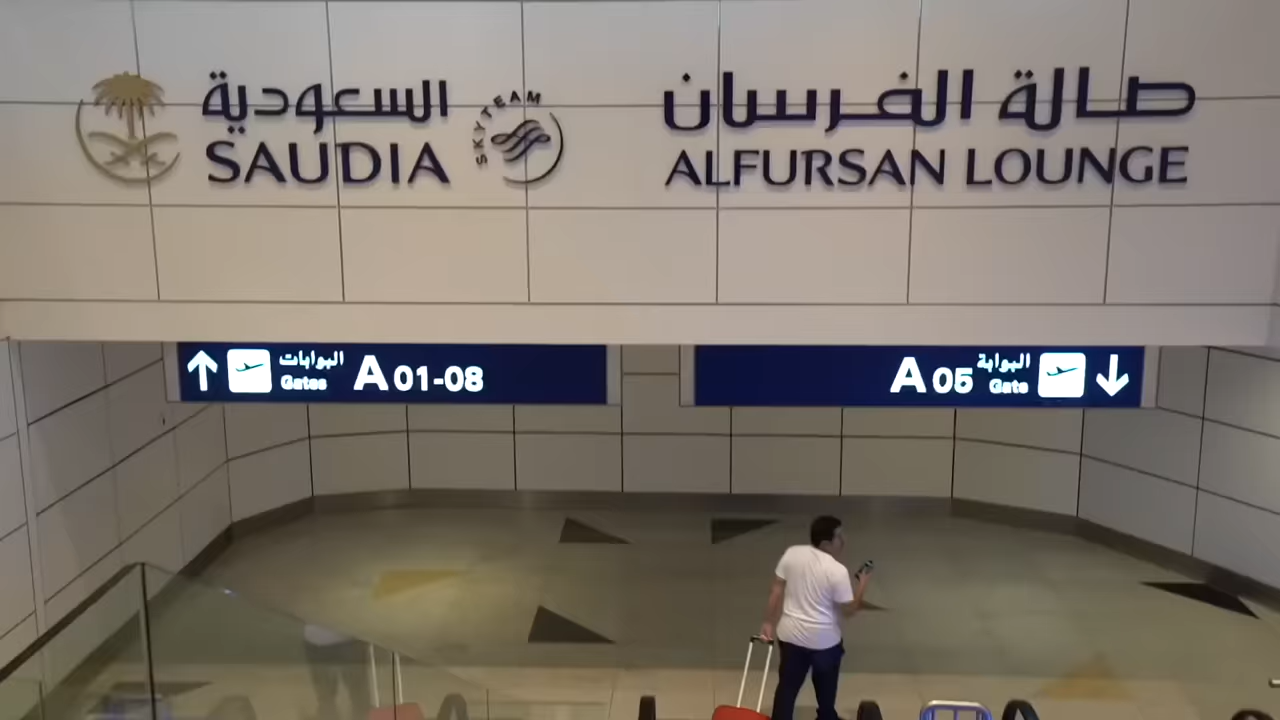 السعودية
SAUDIA
SKYTEAM
صالة الفرسان
ALFURSAN LOUNGE
البوابات
Gates
A 01-08
البوابة
Gate
A 05